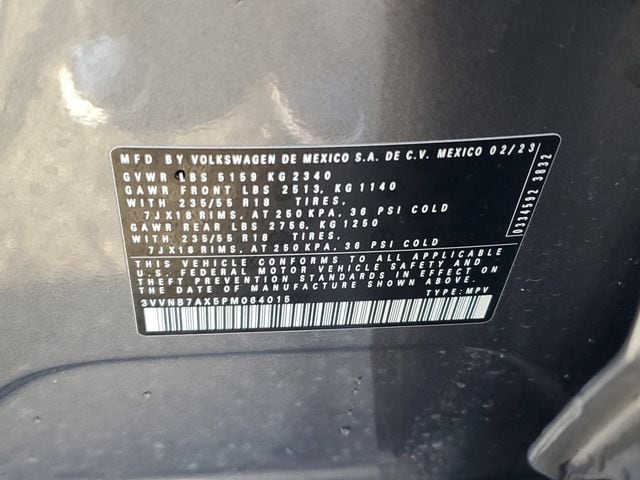 MFD BY VOLKSWAGEN DE MEXICO S.A. DE C.V. MEXICO 02/23
GVWR LBS 5159 KG 2340
GAWR FRONT LBS 2513, KG 1140
WITH 235/55 R18 TIRES,
7JX18 RIMS, AT 250 KPA, 36 PSI COLD
GAWR REAR LBS 2756, KG 1250
WITH 235/55 R18 TIRES,
7JX18 RIMS, AT 250 KPA, 36 PSI COLD
THIS VEHICLE CONFORMS TO ALL APPLICABLE
U.S. FEDERAL MOTOR VEHICLE SAFETY AND
THEFT PREVENTION STANDARDS IN EFFECT ON
THE DATE OF MANUFACTURE SHOWN ABOVE.
3VVNB7AX5PM064015 TYPE: MPV
0334592 3832